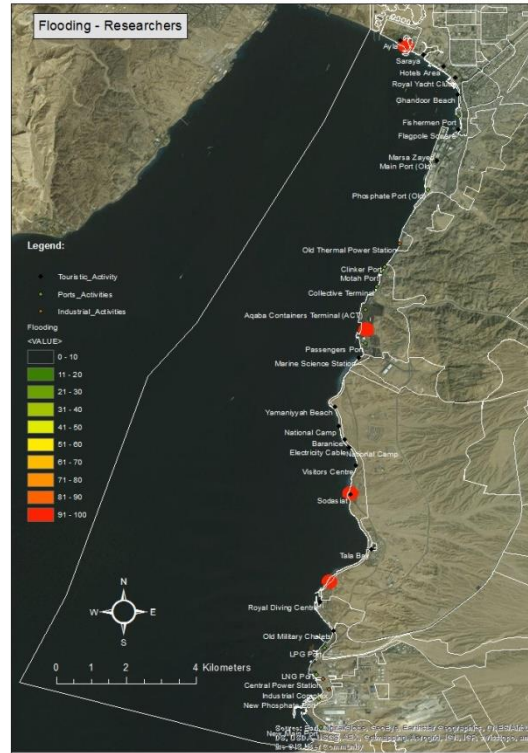 Flooding - Researchers
Ayla
Saraya
Hotels Area
Royal Yacht Club
Ghandoor Beach
Fishermen Port
Flagpole Square
Marsa Zayed
Main Port (Old)
Phosphate Port (Old)
Old Thermal Power Station
Clinker Port
Motah Port
Collective Terminal
Aqaba Containers Terminal (ACT)
Passengers Port
Marine Science Station
Yamaniyyah Beach
National Camp
Baranice
Electricity Cable
National Camp
Visitors Centre
Sodasiat
Tala Bay
Royal Diving Centre
Old Military Chalets
LPG Port
LNG Port
Central Power Station
Industrial Complex
New Phosphate Port
Legend:
Touristic_Activity
Ports_Activities
Industrial_Activities
Flooding
<VALUE>
0 - 10
11 - 20
21 - 30
31 - 40
41 - 50
51 - 60
61 - 70
71 - 80
81 - 90
91 - 100
N
W E
S
0 2 4 Kilometers